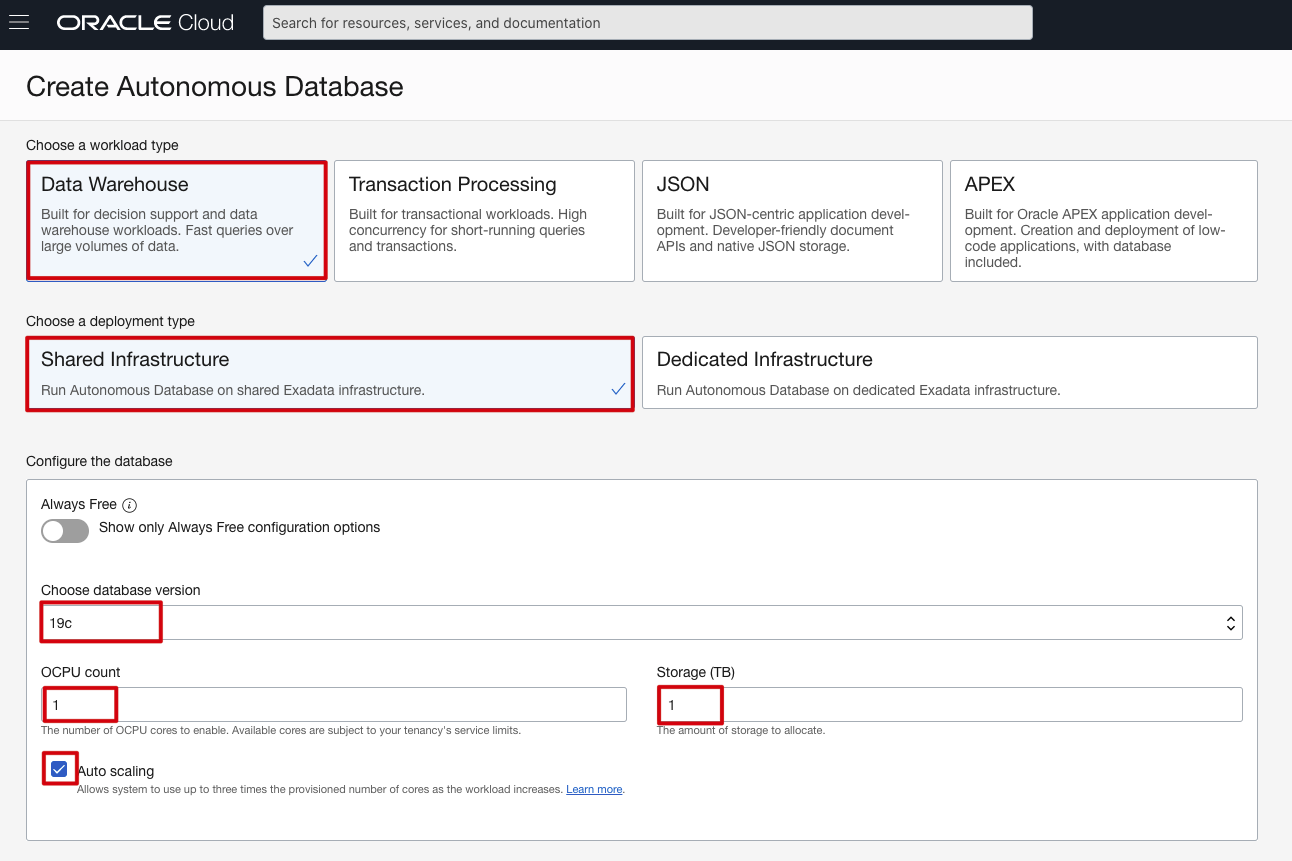 ORACLE Cloud
Search for resources, services, and documentation
Create Autonomous Database
Choose a workload type
Data Warehouse
Built for decision support and data
warehouse workloads. Fast queries over
large volumes of data.
Transaction Processing
Built for transactional workloads. High
concurrency for short-running queries
and transactions.
JSON
Built for JSON-centric application devel-
opment. Developer-friendly document
APIs and native JSON storage.
APEX
Built for Oracle APEX application devel-
opment. Creation and deployment of low-
code applications, with database
included.
Choose a deployment type
Shared Infrastructure
Run Autonomous Database on shared Exadata infrastructure.
Dedicated Infrastructure
Run Autonomous Database on dedicated Exadata infrastructure.
Configure the database
Always Free
Show only Always Free configuration options
Choose database version
19c
OCPU count
1
The number of OCPU cores to enable. Available cores are subject to your tenancy's service limits.
Storage (TB)
1
The amount of storage to allocate.
Auto scaling
Allows system to use up to three times the provisioned number of cores as the workload increases. Learn more.